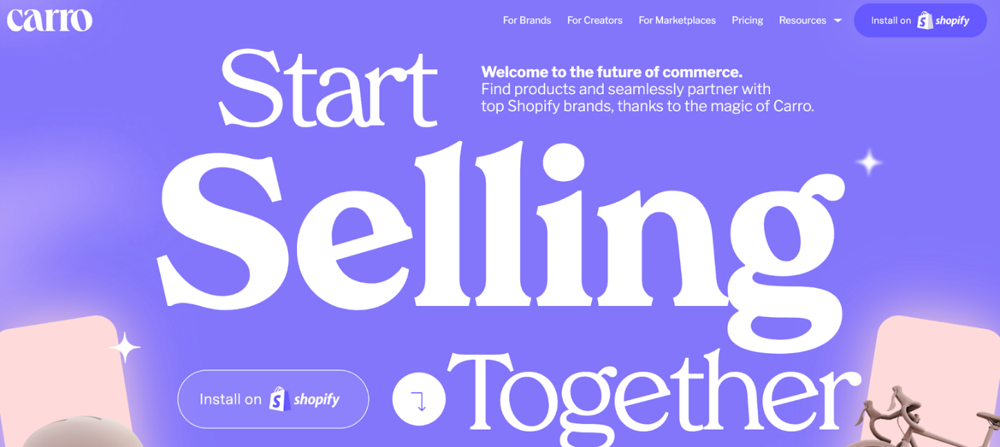 carro
For Brands For Creators For Marketplaces Pricing Resources Install on shopify
Start
Welcome to the future of commerce.
Find products and seamlessly partner with
top Shopify brands, thanks to the magic of Carro.
Selling
Install on shopify
Together